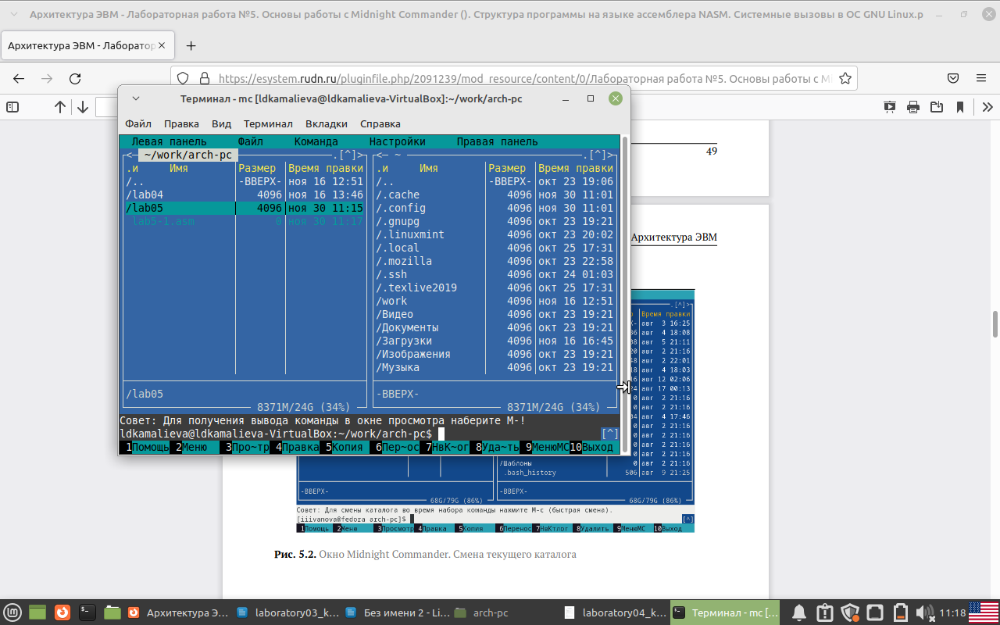 Архитектура ЭВМ - Лабораторная работа №5. Основы работы с Midnight Commander (). Структура программы на языке ассемблера NASM. Системные вызовы в ОС GNU Linux.p
Архитектура ЭВМ - Лаборатор
https://esystem.rudn.ru/pluginfile.php/2091239/mod_resource/content/0/Лабораторная работа №5. Основы работы с M
Терминал - mc [ldkamalieva@ldkamalieva-VirtualBox]:~/work/arch-pc
Файл Правка Вид Терминал Вкладки Справка
Левая панель Файл Команда Настройки Правая панель
<─ ~/work/arch-pc .[^]>
.и Имя Размер Время правки
/.. -ВВЕРХ- ноя 16 12:51
/lab04 4096 ноя 16 13:46
/lab05 4096 ноя 30 11:15
lab5-1.asm 0 ноя 30 11:17
/lab05
8371M/24G (34%)
<─ ~ .[^]>
.и Имя Размер Время правки
/.. -ВВЕРХ- окт 23 19:06
/.cache 4096 ноя 30 11:01
/.config 4096 ноя 30 11:01
/.gnupg 4096 окт 23 19:21
/.linuxmint 4096 окт 23 20:02
/.local 4096 окт 25 17:31
/.mozilla 4096 окт 23 22:58
/.ssh 4096 окт 24 01:03
/.texlive2019 4096 окт 25 17:31
/work 4096 ноя 16 12:51
/Видео 4096 окт 23 19:21
/Документы 4096 окт 23 19:21
/Загрузки 4096 ноя 16 16:45
/Изображения 4096 окт 23 19:21
/Музыка 4096 окт 23 19:21
-ВВЕРХ-
8371M/24G (34%)
Совет: Для получения вывода команды в окне просмотра наберите M-!
ldkamalieva@ldkamalieva-VirtualBox:~/work/arch-pc$ [^]
1Помощь 2Меню 3Про~тр 4Правка 5Копия 6Пер~ос 7НвК~ог 8Уда~ть 9МенюMC 10Выход
49
Архитектура ЭВМ
.[^]>
Время правки
авг 3 16:25
авг 4 18:08
авг 5 21:11
авг 2 21:16
авг 2 22:01
авг 4 18:03
авг 12 02:06
авг 17 00:13
авг 2 21:16
авг 2 21:16
авг 4 17:46
0 авг 2 21:16
0 авг 2 21:16
0 авг 2 21:16
0 авг 2 21:16
/Шаблоны 0 авг 2 21:16
.bash_history 506 авг 9 21:25
-ВВЕРХ- -ВВЕРХ-
68G/79G (86%) 68G/79G (86%)
Совет: Для смены каталога во время набора команды нажмите M-c (быстрая смена).
[iiivanova@fedora arch-pc]$ [^]
1Помощь 2Меню 3Просмотр 4Правка 5Копия 6Перенос 7НвКтлог 8Удалить 9МенюMC 10Выход
Рис. 5.2. Окно Midnight Commander. Смена текущего каталога
Архитектура Э… laboratory03_k… Без имени 2 - Li… arch-pc laboratory04_k… Терминал - mc [… 11:18